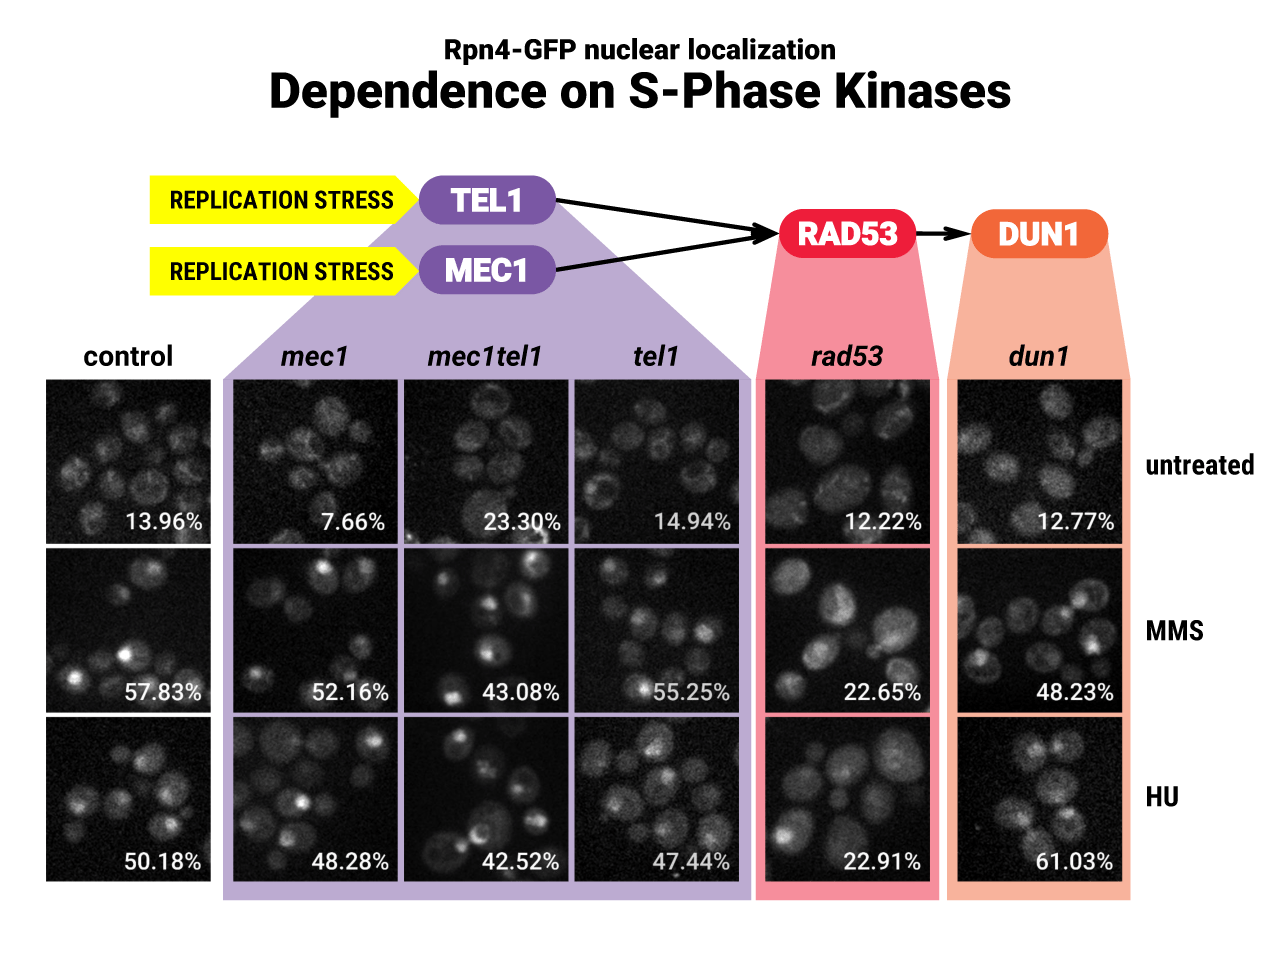 Rpn4-GFP nuclear localization
Dependence on S-Phase Kinases
REPLICATION STRESS
TEL1
REPLICATION STRESS
MEC1
RAD53
DUN1
control
mec1
mec1tel1
tel1
rad53
dun1
13.96%
7.66%
23.30%
14.94%
12.22%
12.77%
untreated
57.83%
52.16%
43.08%
55.25%
22.65%
48.23%
MMS
50.18%
48.28%
42.52%
47.44%
22.91%
61.03%
HU